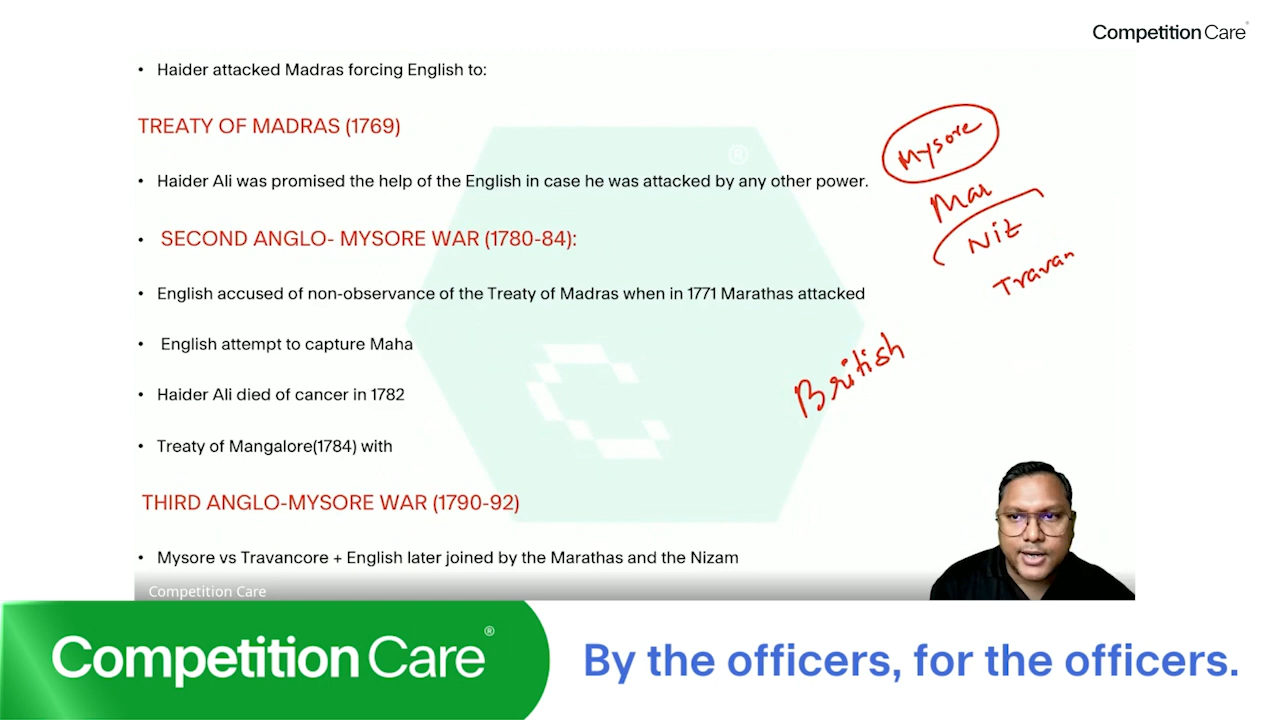 Competition Care
• Haider attacked Madras forcing English to:
TREATY OF MADRAS (1769)
• Haider Ali was promised the help of the English in case he was attacked by any other power.
• SECOND ANGLO- MYSORE WAR (1780-84):
• English accused of non-observance of the Treaty of Madras when in 1771 Marathas attacked
• English attempt to capture Maha
• Haider Ali died of cancer in 1782
• Treaty of Mangalore(1784) with
THIRD ANGLO-MYSORE WAR (1790-92)
• Mysore vs Travancore + English later joined by the Marathas and the Nizam
Mysore
Mar
Niz
Travan
British
Competition Care
Competition Care®
By the officers, for the officers.